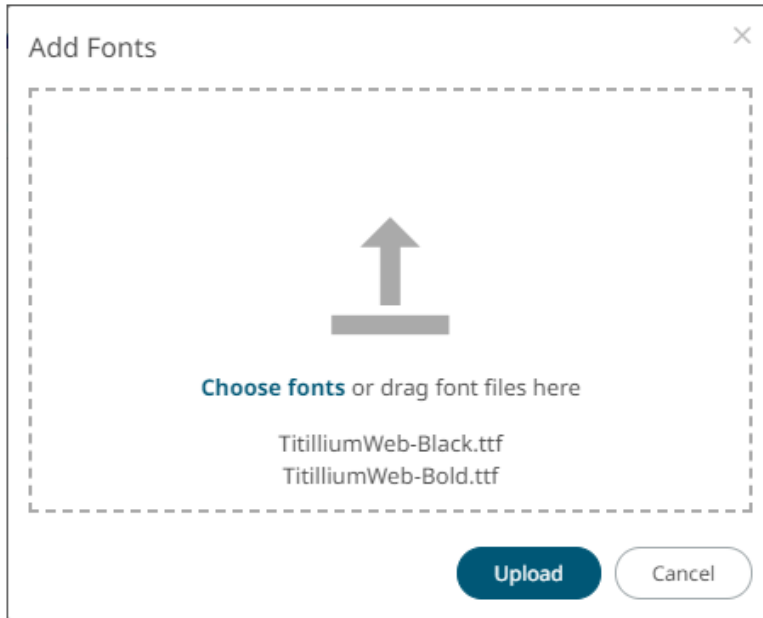 Add Fonts
Choose fonts or drag font files here
TitilliumWeb-Black.ttf
TitilliumWeb-Bold.ttf
Upload
Cancel